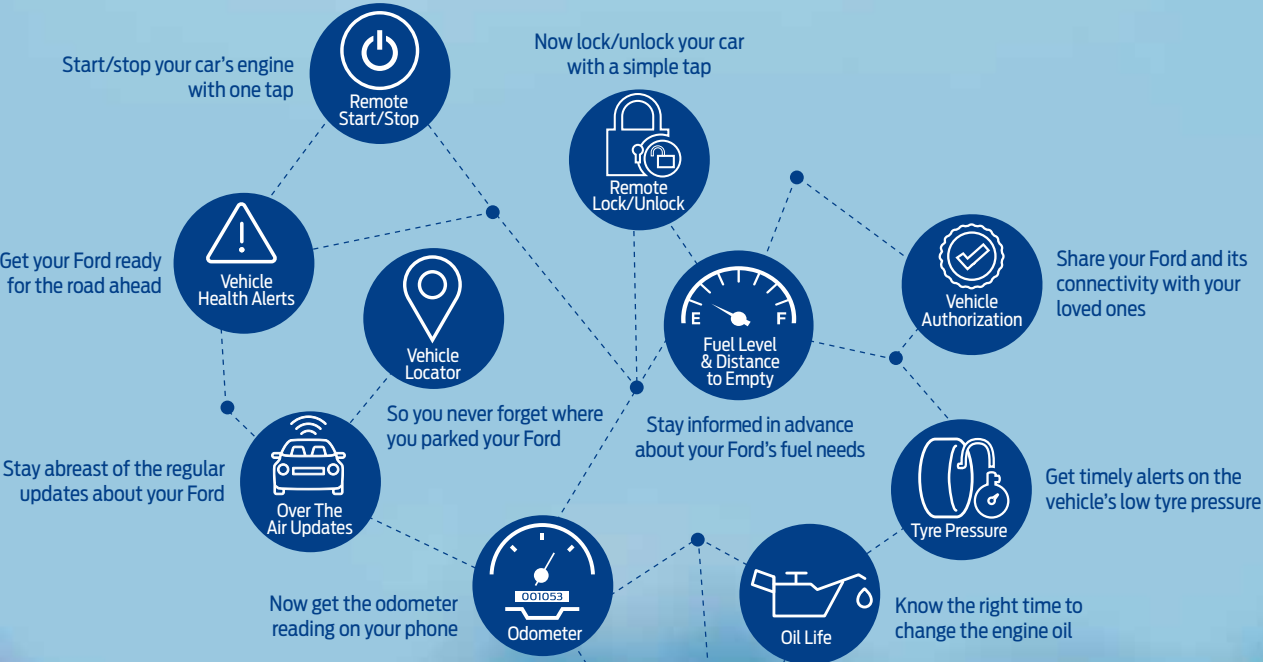 Start/stop your car's engine
with one tap
Remote
Start/Stop
Now lock/unlock your car
with a simple tap
Remote
Lock/Unlock
Get your Ford ready
for the road ahead
Vehicle
Health Alerts
Vehicle
Locator
So you never forget where
you parked your Ford
E F
Fuel Level
& Distance
to Empty
Stay informed in advance
about your Ford's fuel needs
Vehicle
Authorization
Share your Ford and its
connectivity with your
loved ones
Stay abreast of the regular
updates about your Ford
Over The
Air Updates
Tyre Pressure
Get timely alerts on the
vehicle's low tyre pressure
Now get the odometer
reading on your phone
001053
Odometer
Oil Life
Know the right time to
change the engine oil